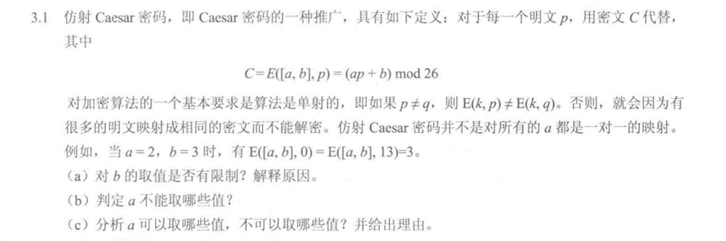 3.1 仿射 Caesar 密码，即 Caesar 密码的一种推广，具有如下定义：对于每一个明文 p，用密文 C 代替，
其中
C=E([a, b], p) = (ap + b) mod 26
对加密算法的一个基本要求是算法是单射的，即如果 p ≠ q，则 E(k, p) ≠ E(k, q)。否则，就会因为有
很多的明文映射成相同的密文而不能解密。仿射 Caesar 密码并不是对所有的 a 都是一对一的映射。
例如，当 a = 2，b = 3 时，有 E([a, b], 0) = E([a, b], 13)=3。
（a）对 b 的取值是否有限制？解释原因。
（b）判定 a 不能取哪些值？
（c）分析 a 可以取哪些值，不可以取哪些值？并给出理由。